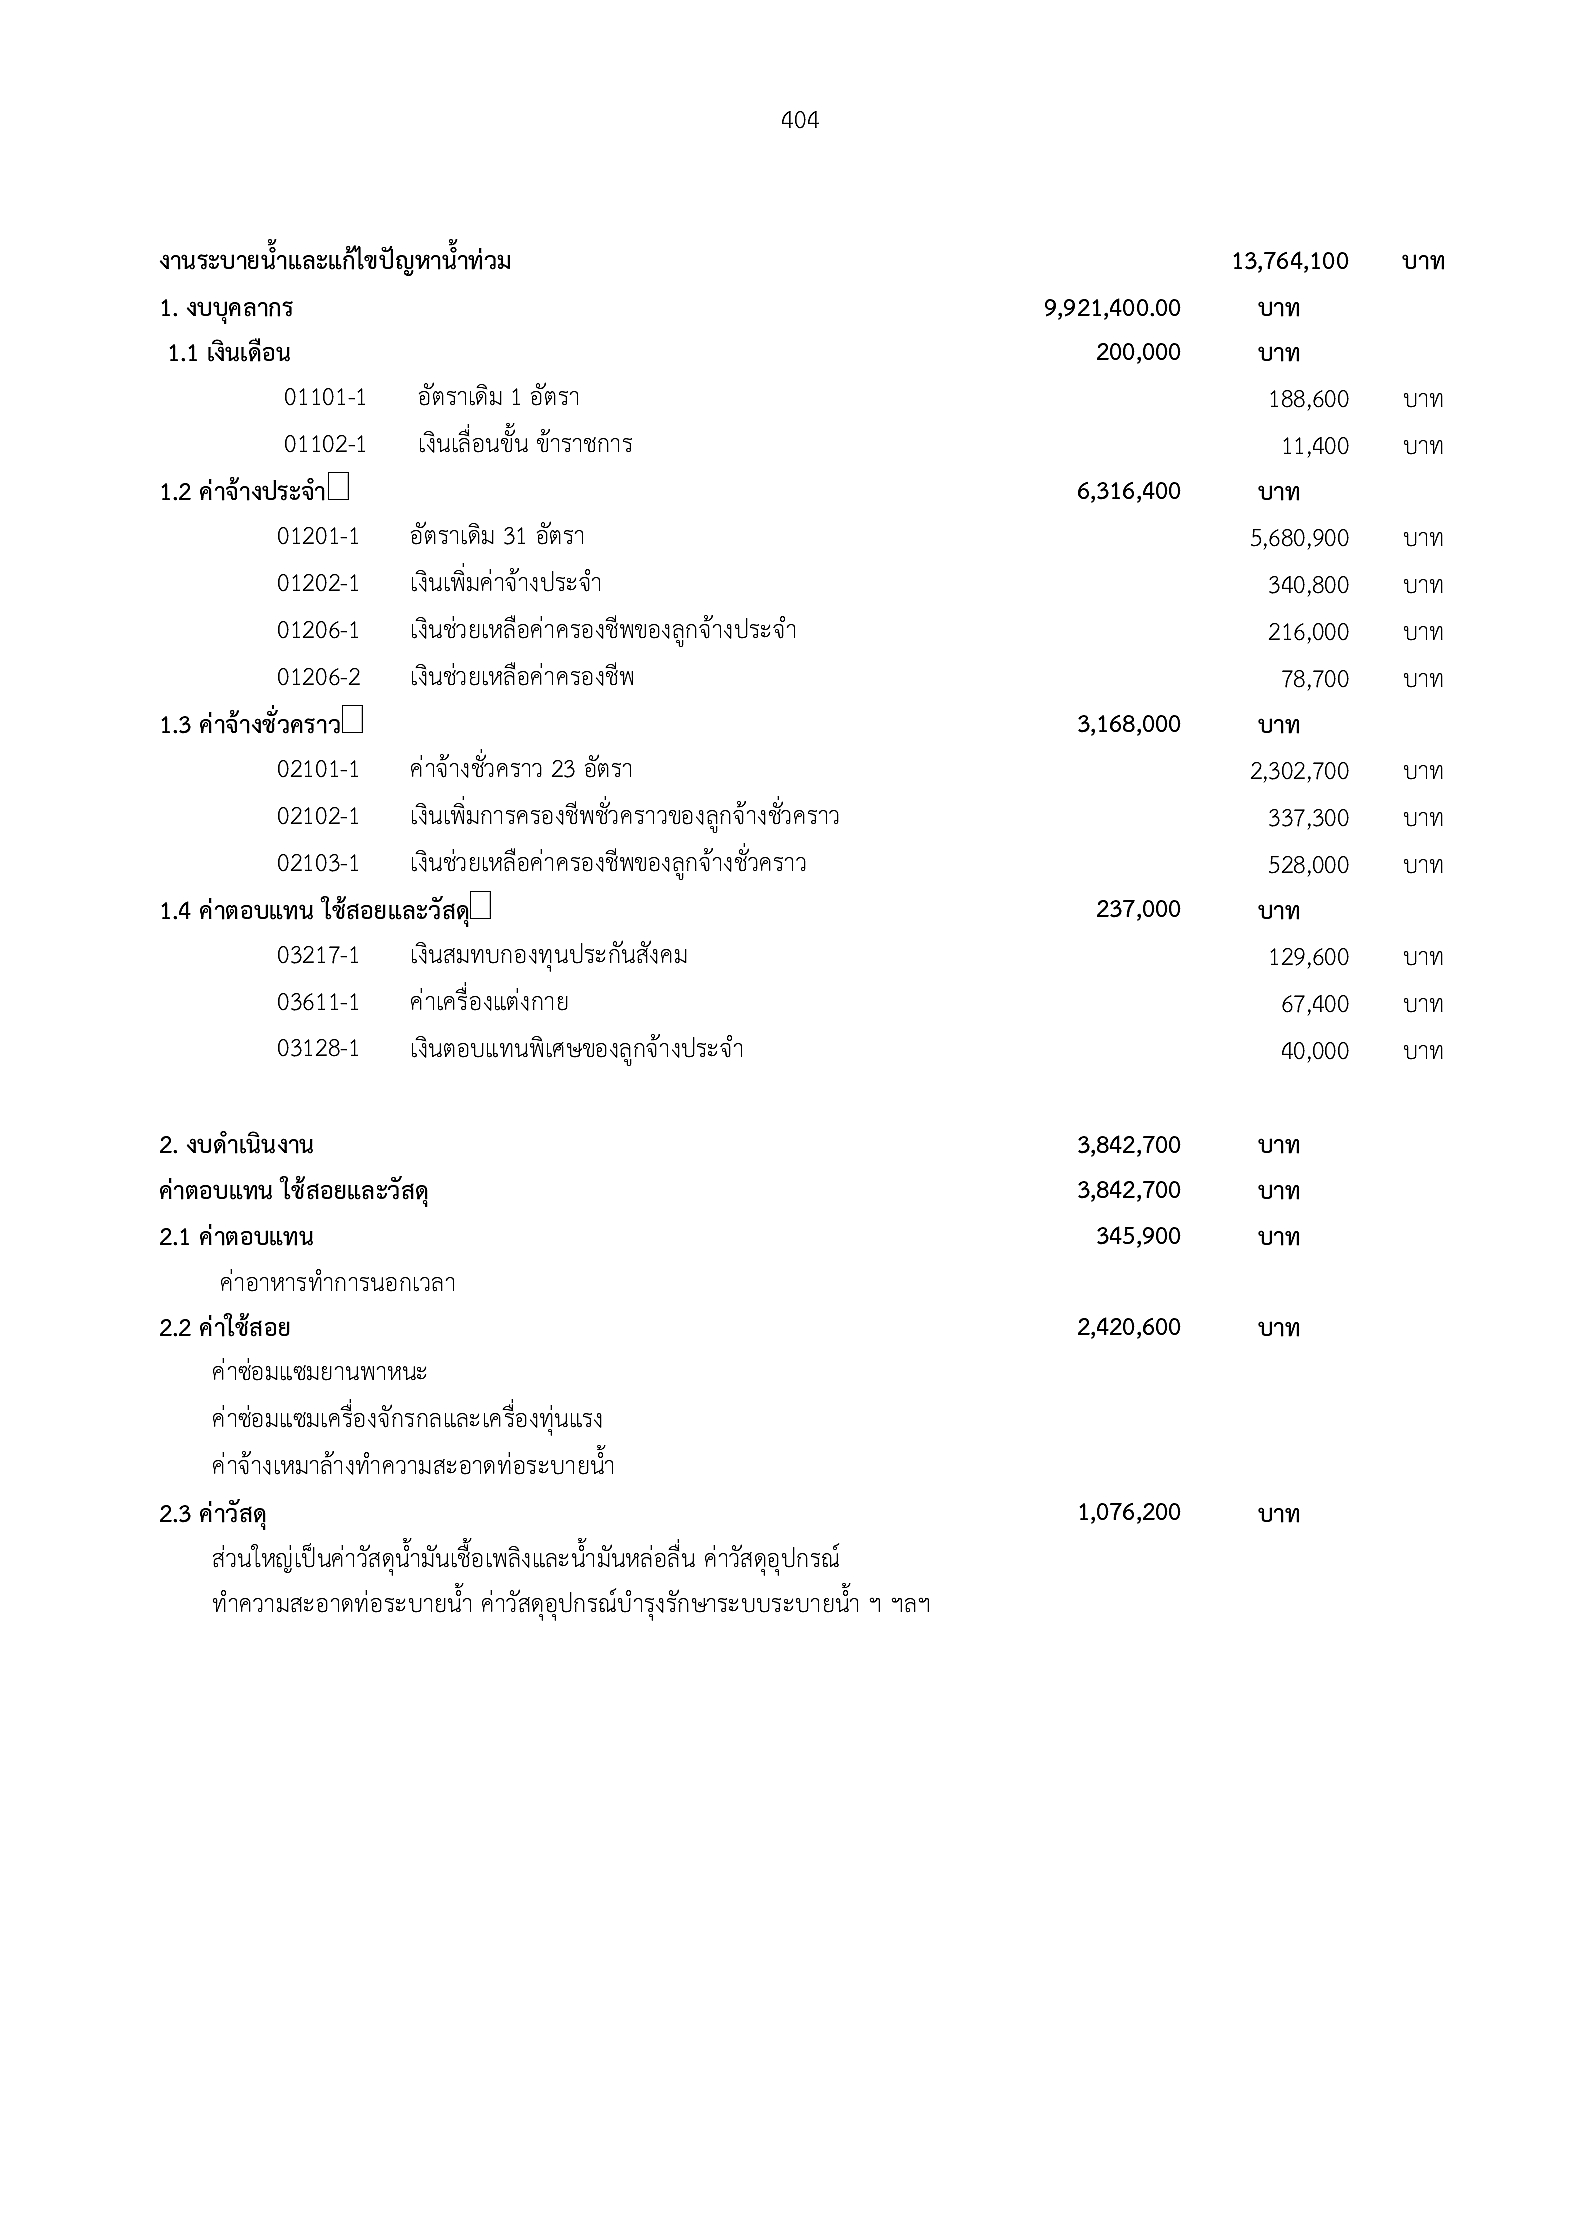 404
งานระบายน้ำและแก้ไขปัญหาน้ำท่วม 13,764,100 บาท
1. งบบุคลากร 9,921,400.00 บาท
1.1 เงินเดือน 200,000 บาท
01101-1 อัตราเดิม 1 อัตรา 188,600 บาท
01102-1 เงินเลื่อนขั้น ข้าราชการ 11,400 บาท
1.2 ค่าจ้างประจำ 6,316,400 บาท
01201-1 อัตราเดิม 31 อัตรา 5,680,900 บาท
01202-1 เงินเพิ่มค่าจ้างประจำ 340,800 บาท
01206-1 เงินช่วยเหลือค่าครองชีพของลูกจ้างประจำ 216,000 บาท
01206-2 เงินช่วยเหลือค่าครองชีพ 78,700 บาท
1.3 ค่าจ้างชั่วคราว 3,168,000 บาท
02101-1 ค่าจ้างชั่วคราว 23 อัตรา 2,302,700 บาท
02102-1 เงินเพิ่มการครองชีพชั่วคราวของลูกจ้างชั่วคราว 337,300 บาท
02103-1 เงินช่วยเหลือค่าครองชีพของลูกจ้างชั่วคราว 528,000 บาท
1.4 ค่าตอบแทน ใช้สอยและวัสดุ 237,000 บาท
03217-1 เงินสมทบกองทุนประกันสังคม 129,600 บาท
03611-1 ค่าเครื่องแต่งกาย 67,400 บาท
03128-1 เงินตอบแทนพิเศษของลูกจ้างประจำ 40,000 บาท
2. งบดำเนินงาน 3,842,700 บาท
ค่าตอบแทน ใช้สอยและวัสดุ 3,842,700 บาท
2.1 ค่าตอบแทน 345,900 บาท
ค่าอาหารทำการนอกเวลา
2.2 ค่าใช้สอย 2,420,600 บาท
ค่าซ่อมแซมยานพาหนะ
ค่าซ่อมแซมเครื่องจักรกลและเครื่องทุ่นแรง
ค่าจ้างเหมาล้างทำความสะอาดท่อระบายน้ำ
2.3 ค่าวัสดุ 1,076,200 บาท
ส่วนใหญ่เป็นค่าวัสดุน้ำมันเชื้อเพลิงและน้ำมันหล่อลื่น ค่าวัสดุอุปกรณ์
ทำความสะอาดท่อระบายน้ำ ค่าวัสดุอุปกรณ์บำรุงรักษาระบบระบายน้ำ ฯ ฯลฯ